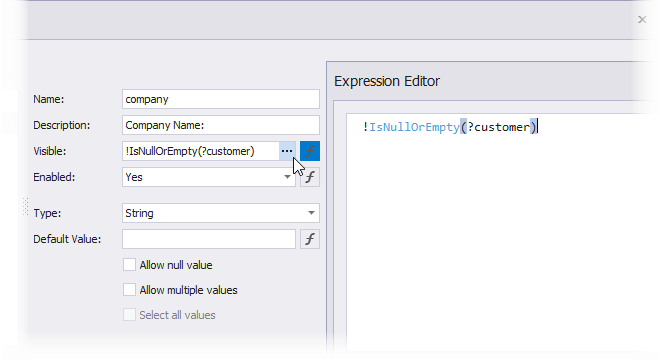 Expression Editor
Name:
company
Description:
Company Name:
Visible:
!IsNullOrEmpty(?customer)
...
f
Enabled:
Yes
f
Type:
String
Default Value:
f
Allow null value
Allow multiple values
Select all values
!IsNullOrEmpty(?customer)